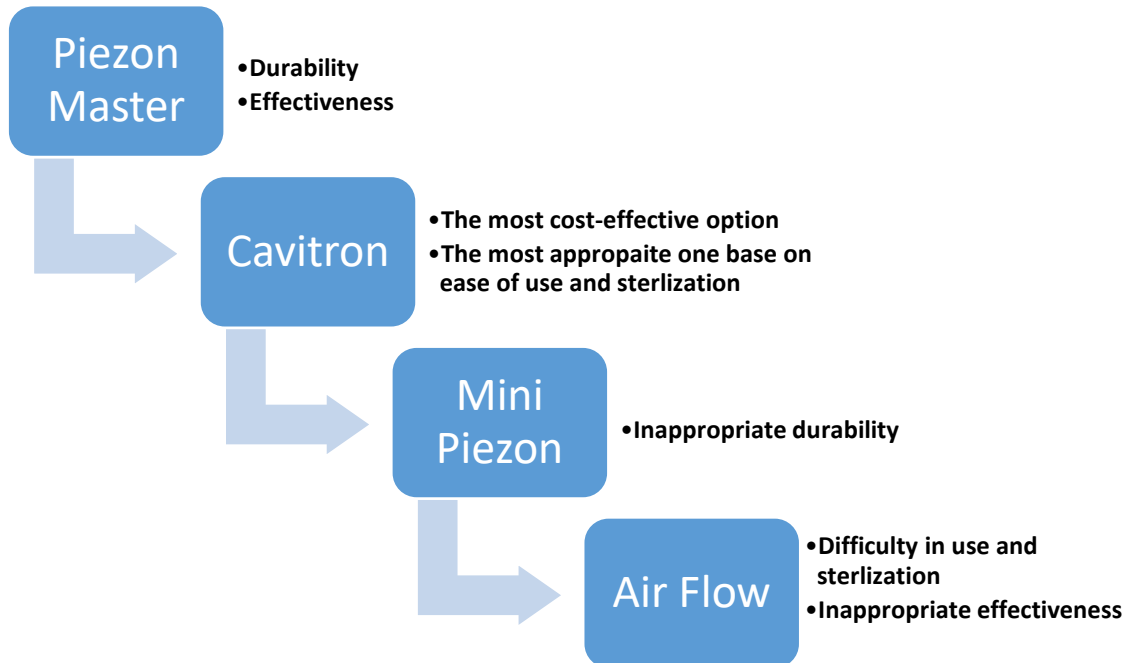 Piezon
Master
•Durability
•Effectiveness
Cavitron
•The most cost-effective option
•The most appropaite one base on
ease of use and sterlization
Mini
Piezon
•Inappropriate durability
Air Flow
•Difficulty in use and
sterlization
•Inappropriate effectiveness